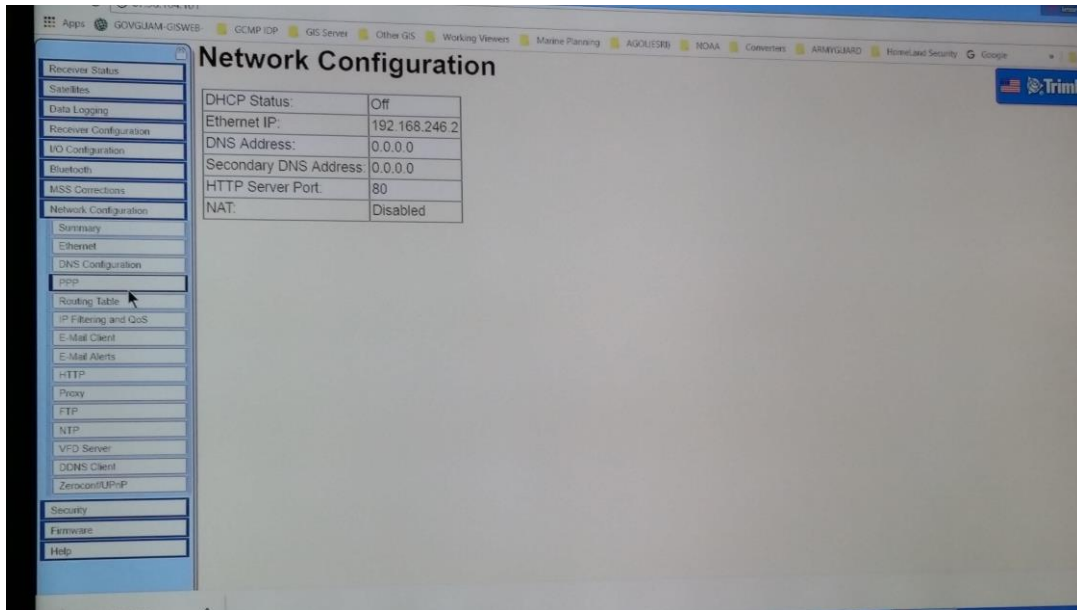 Apps GOVGUAM-GISWEB- GCMP IDP GIS Server Other GIS Working Viewers Marine Planning NOAA Converters ARMYGUARD HomeLand Security G Google »
Network Configuration
Trim
Receiver Status
Satellites
Data Logging
Receiver Configuration
I/O Configuration
Bluetooth
MSS Corrections
Network Configuration
Summary
Ethernet
DNS Configuration
PPP
Routing Table
IP Filtering and QoS
E-Mail Client
E-Mail Alerts
HTTP
Proxy
FTP
NTP
VFD Server
DDNS Client
Zeroconf/UPnP
Security
Firmware
Help
DHCP Status: Off
Ethernet IP: 192.168.246.2
DNS Address: 0.0.0.0
Secondary DNS Address: 0.0.0.0
HTTP Server Port: 80
NAT: Disabled